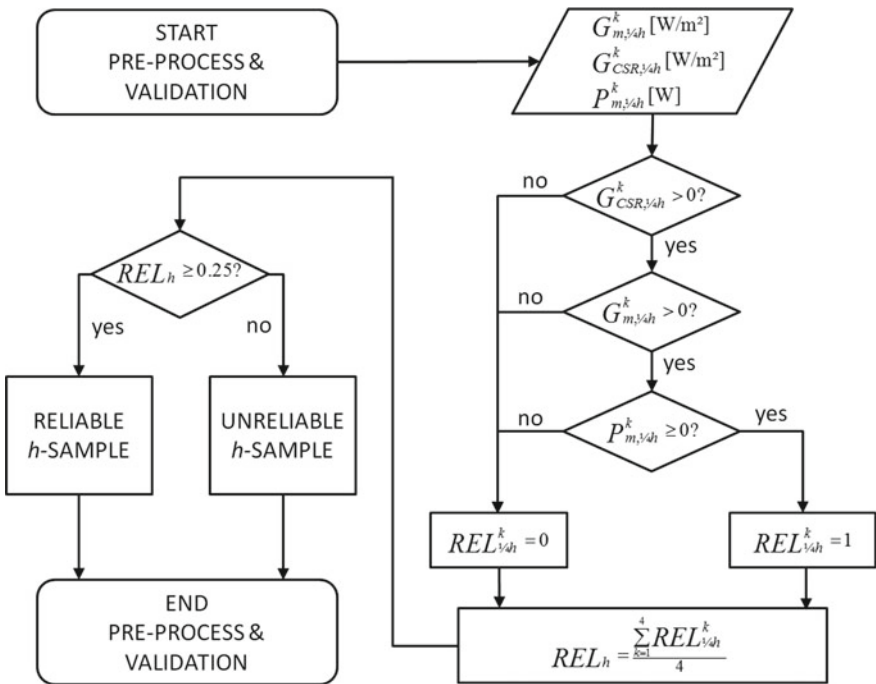 START
PRE-PROCESS &
VALIDATION
G^k_{m,¼h} [W/m²]
G^k_{CSR,¼h} [W/m²]
P^k_{m,¼h} [W]
G^k_{CSR,¼h} > 0?
no
yes
G^k_{m,¼h} > 0?
no
yes
P^k_{m,¼h} ≥ 0?
no
yes
REL^k_{¼h} = 0
REL^k_{¼h} = 1
REL_h = \frac{\sum_{k=1}^{4} REL^k_{¼h}}{4}
REL_h ≥ 0.25?
yes
no
RELIABLE
h-SAMPLE
UNRELIABLE
h-SAMPLE
END
PRE-PROCESS &
VALIDATION